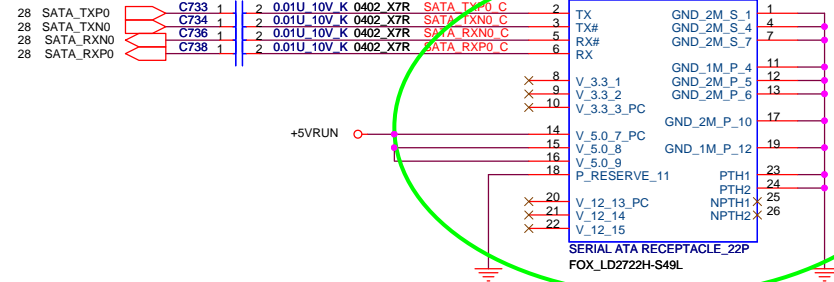 28 SATA_TXP0 C733 1 2 0.01U_10V_K 0402_X7R SATA_TXP0_C 2 TX GND_2M_S_1 1
28 SATA_TXN0 C734 1 2 0.01U_10V_K 0402_X7R SATA_TXN0_C 3 TX# GND_2M_S_4 4
28 SATA_RXN0 C736 1 2 0.01U_10V_K 0402_X7R SATA_RXN0_C 5 RX# GND_2M_S_7 7
28 SATA_RXP0 C738 1 2 0.01U_10V_K 0402_X7R SATA_RXP0_C 6 RX
GND_1M_P_4 11
8 V_3.3_1 GND_2M_P_5 12
9 V_3.3_2 GND_2M_P_6 13
10 V_3.3_3_PC
GND_2M_P_10 17
+5VRUN 14 V_5.0_7_PC
15 V_5.0_8 GND_1M_P_12 19
16 V_5.0_9
18 P_RESERVE_11 PTH1 23
PTH2 24
20 V_12_13_PC NPTH1 25
21 V_12_14 NPTH2 26
22 V_12_15
SERIAL ATA RECEPTACLE_22P
FOX_LD2722H-S49L